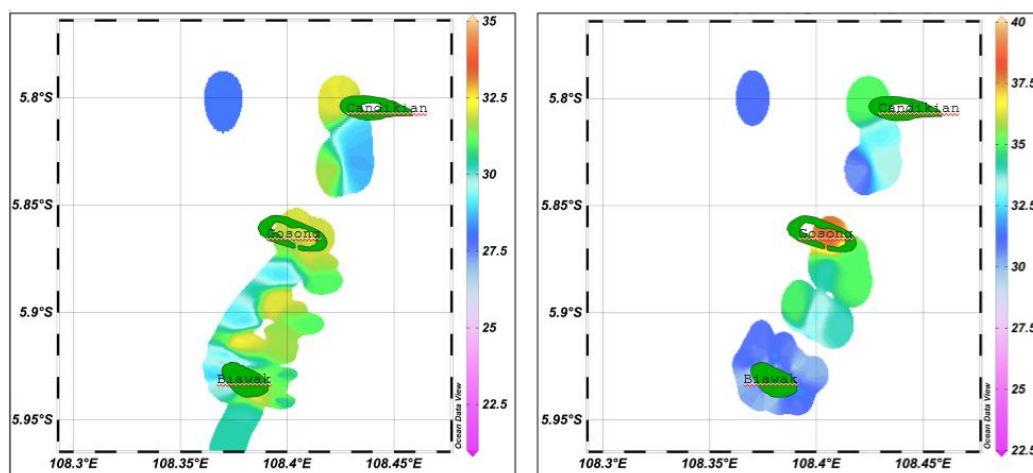 5.8°S
5.85°S
5.9°S
5.95°S
108.3°E
108.35°E
108.4°E
108.45°E
Candikian
Gosong
Biawak
35
32.5
30
27.5
25
22.5
Ocean Data View
5.8°S
5.85°S
5.9°S
5.95°S
108.3°E
108.35°E
108.4°E
108.45°E
Candikian
Gosong
Biawak
40
37.5
35
32.5
30
27.5
25
22.5
Ocean Data View